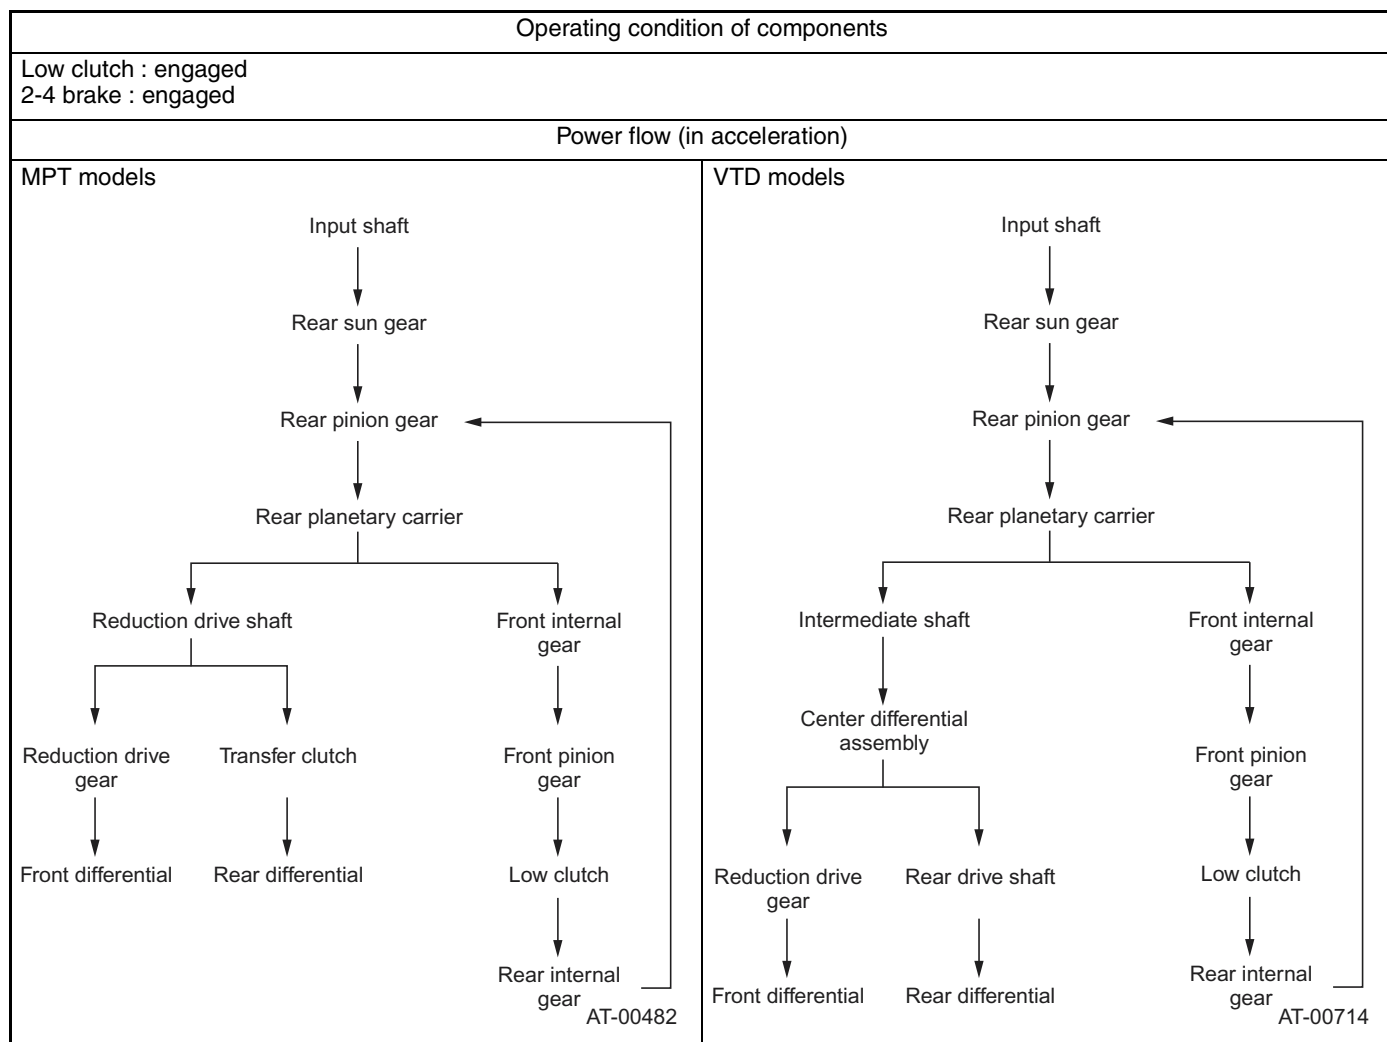 Operating condition of components
Low clutch : engaged
2-4 brake : engaged
Power flow (in acceleration)
MPT models
Input shaft
Rear sun gear
Rear pinion gear
Rear planetary carrier
Reduction drive shaft
Front internal
gear
Reduction drive
gear
Transfer clutch
Front pinion
gear
Front differential
Rear differential
Low clutch
Rear internal
gear
AT-00482
VTD models
Input shaft
Rear sun gear
Rear pinion gear
Rear planetary carrier
Intermediate shaft
Front internal
gear
Center differential
assembly
Front pinion
gear
Reduction drive
gear
Rear drive shaft
Low clutch
Front differential
Rear differential
Rear internal
gear
AT-00714